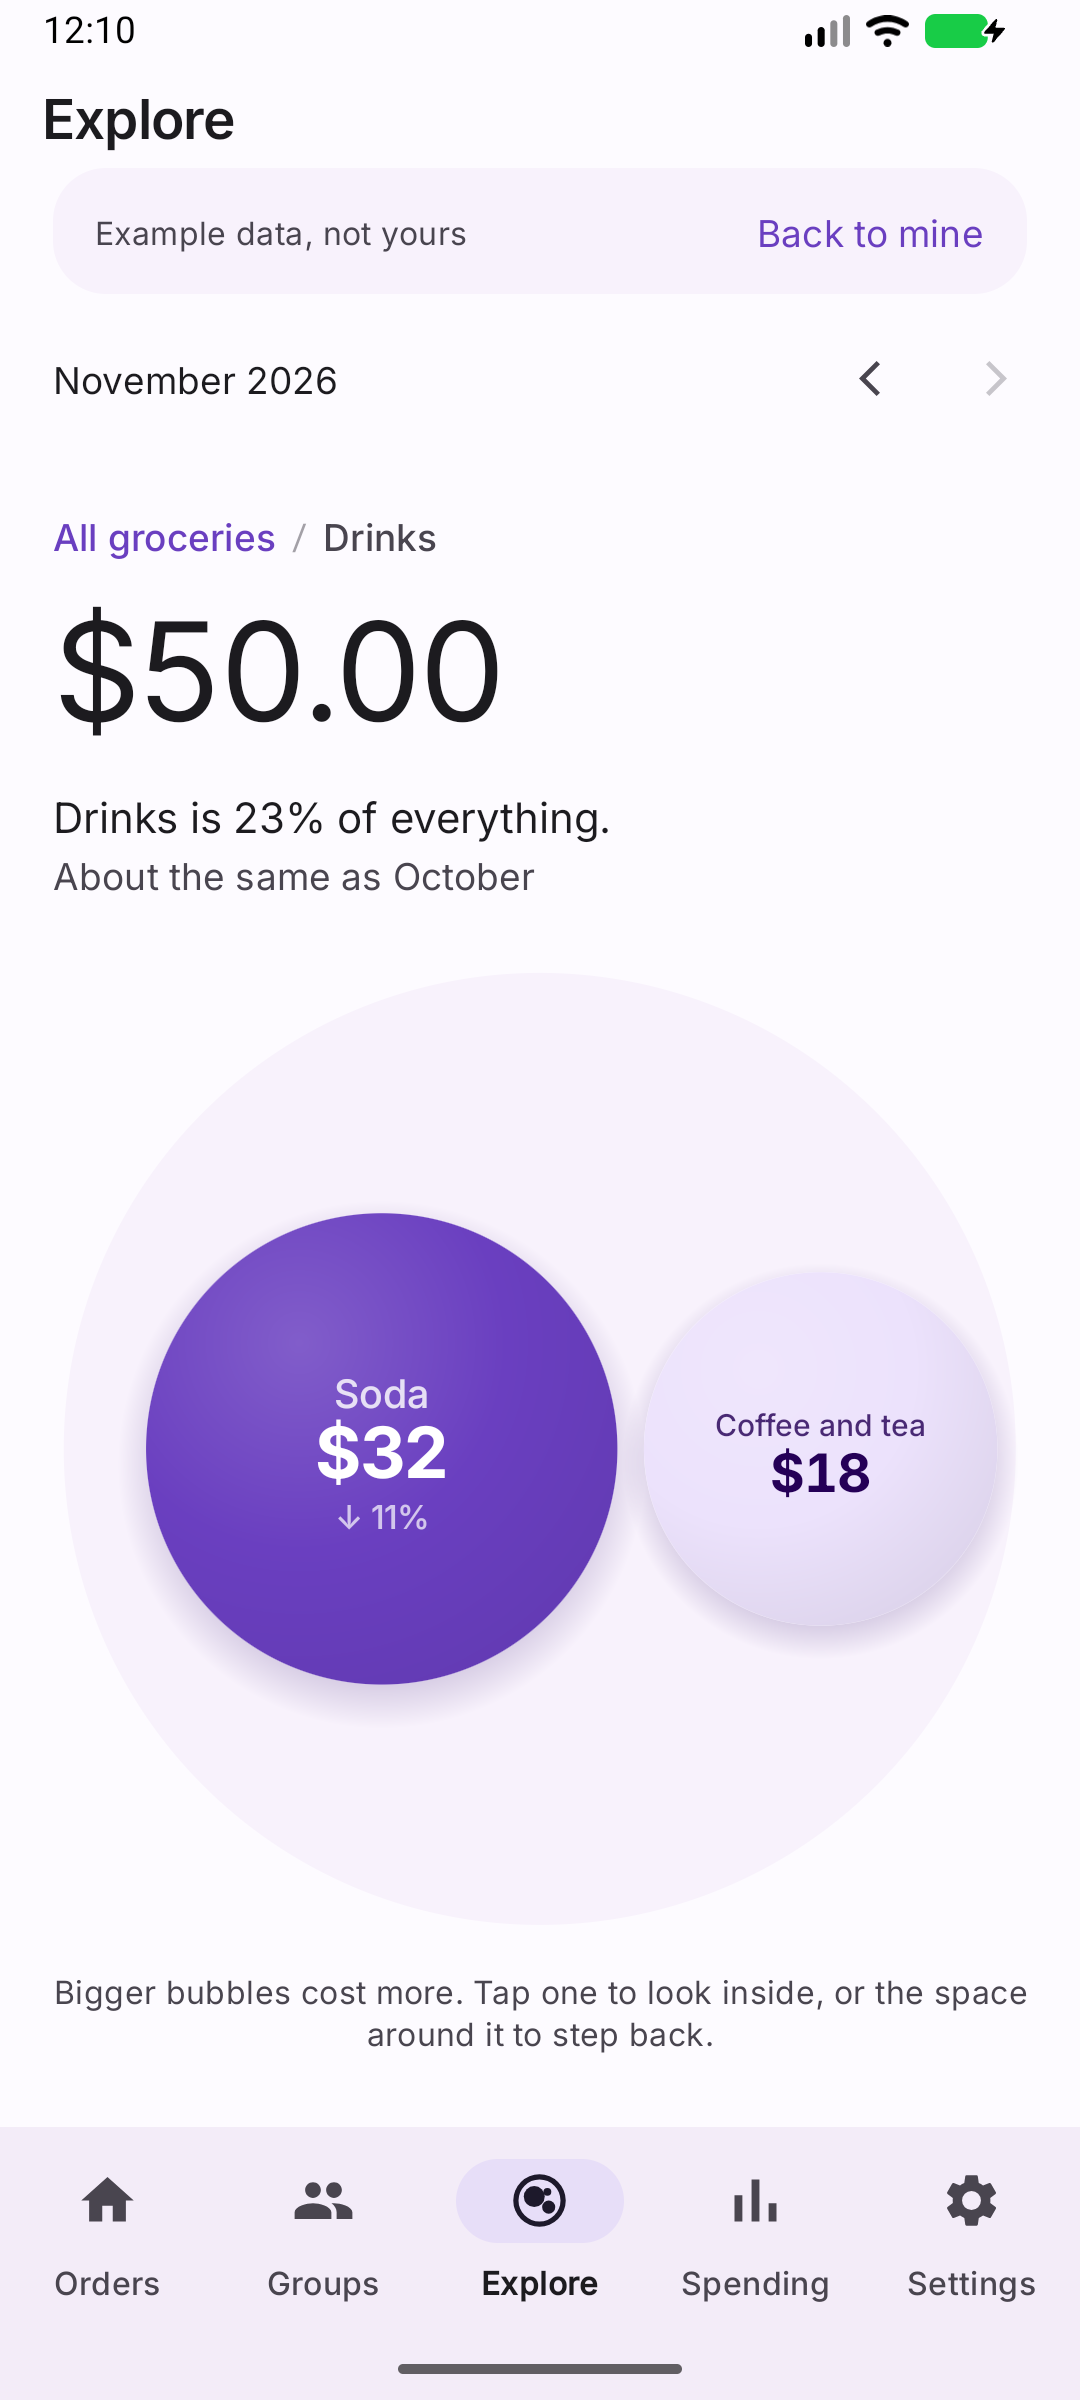 12:10
Explore
Example data, not yours
Back to mine
November 2026
All groceries / Drinks
$50.00
Drinks is 23% of everything.
About the same as October
Soda
$32
↓ 11%
Coffee and tea
$18
Bigger bubbles cost more. Tap one to look inside, or the space
around it to step back.
Orders
Groups
Explore
Spending
Settings